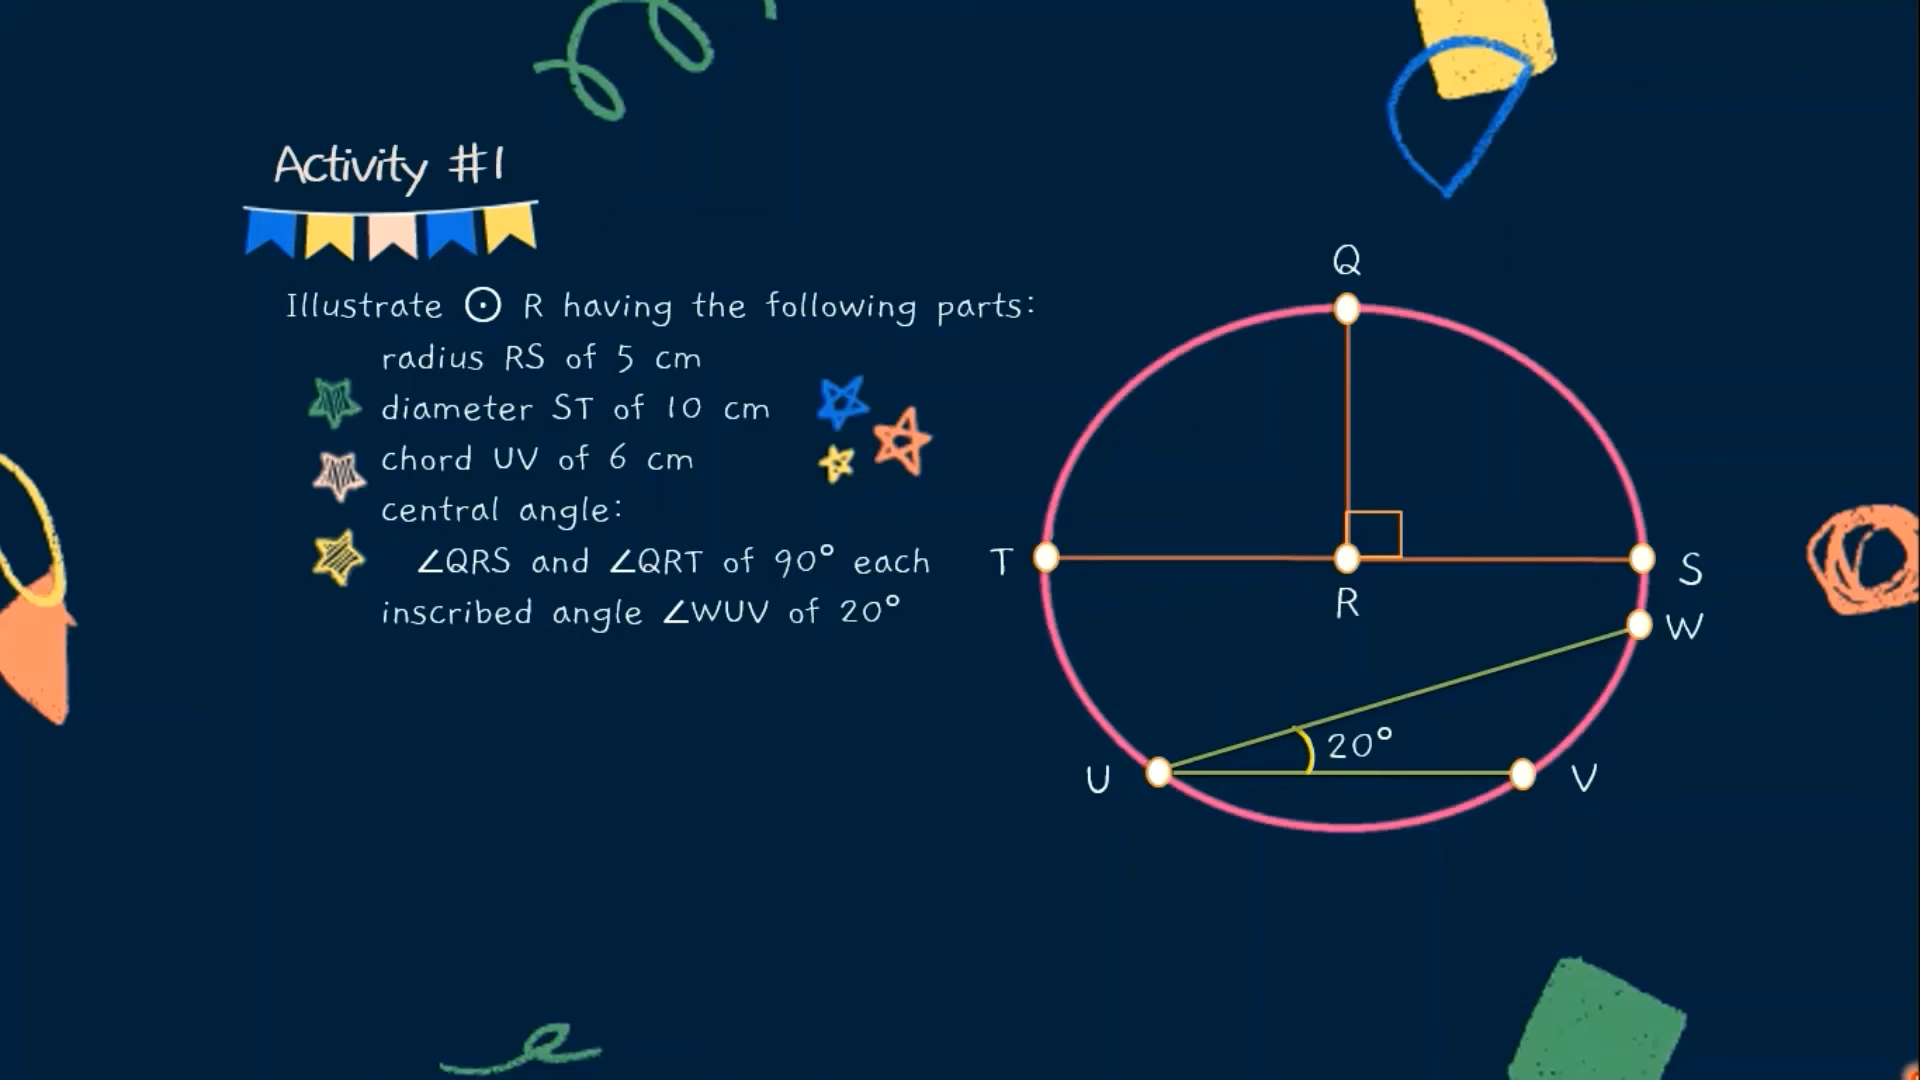 Activity #1
Illustrate ⊙ R having the following parts:
radius RS of 5 cm
diameter ST of 10 cm
chord UV of 6 cm
central angle:
∠QRS and ∠QRT of 90° each
inscribed angle ∠WUV of 20°
Q
T
R
S
W
20°
U
V